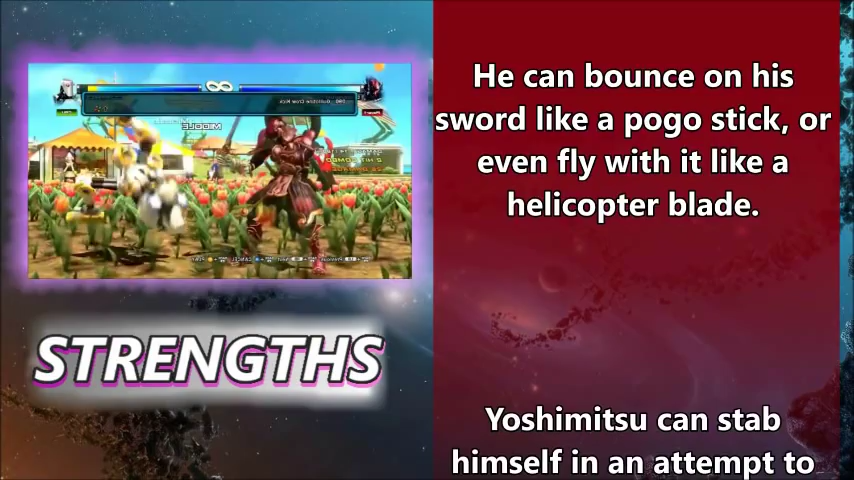 He can bounce on his
sword like a pogo stick, or
even fly with it like a
helicopter blade.
MIDDLE
STRENGTHS
Yoshimitsu can stab
himself in an attempt to